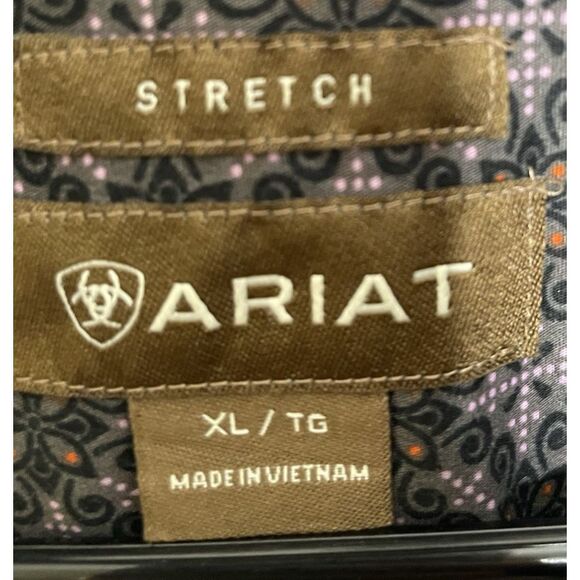 STRETCH
ARIAT
XL / TG
MADE IN VIETNAM